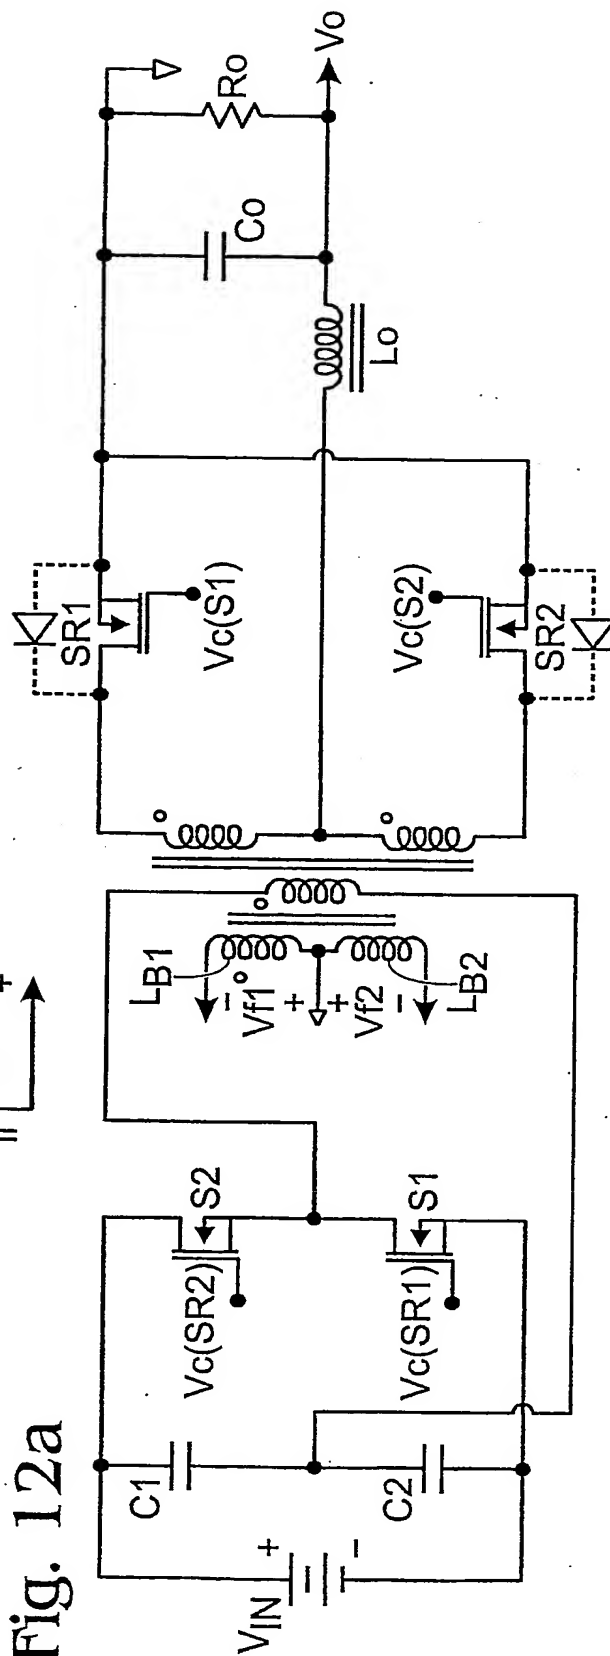 Fig. 12a
VIN
+
−
C1
C2
Vc(SR2)
S2
Vc(SR1)
S1
LB1
−
Vf1
+
+
Vf2
−
LB2
SR1
Vc(S1)
Vc(S2)
SR2
Lo
Co
Ro
Vo
+